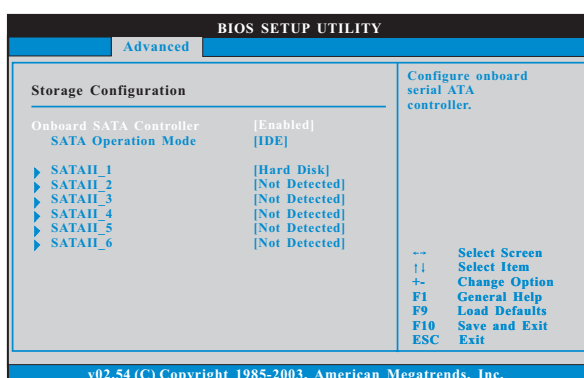 BIOS SETUP UTILITY
Advanced
Storage Configuration
Onboard SATA Controller [Enabled]
SATA Operation Mode [IDE]
SATAII_1 [Hard Disk]
SATAII_2 [Not Detected]
SATAII_3 [Not Detected]
SATAII_4 [Not Detected]
SATAII_5 [Not Detected]
SATAII_6 [Not Detected]
Configure onboard
serial ATA
controller.
←→ Select Screen
↑↓ Select Item
+- Change Option
F1 General Help
F9 Load Defaults
F10 Save and Exit
ESC Exit
v02.54 (C) Copyright 1985-2003, American Megatrends, Inc.